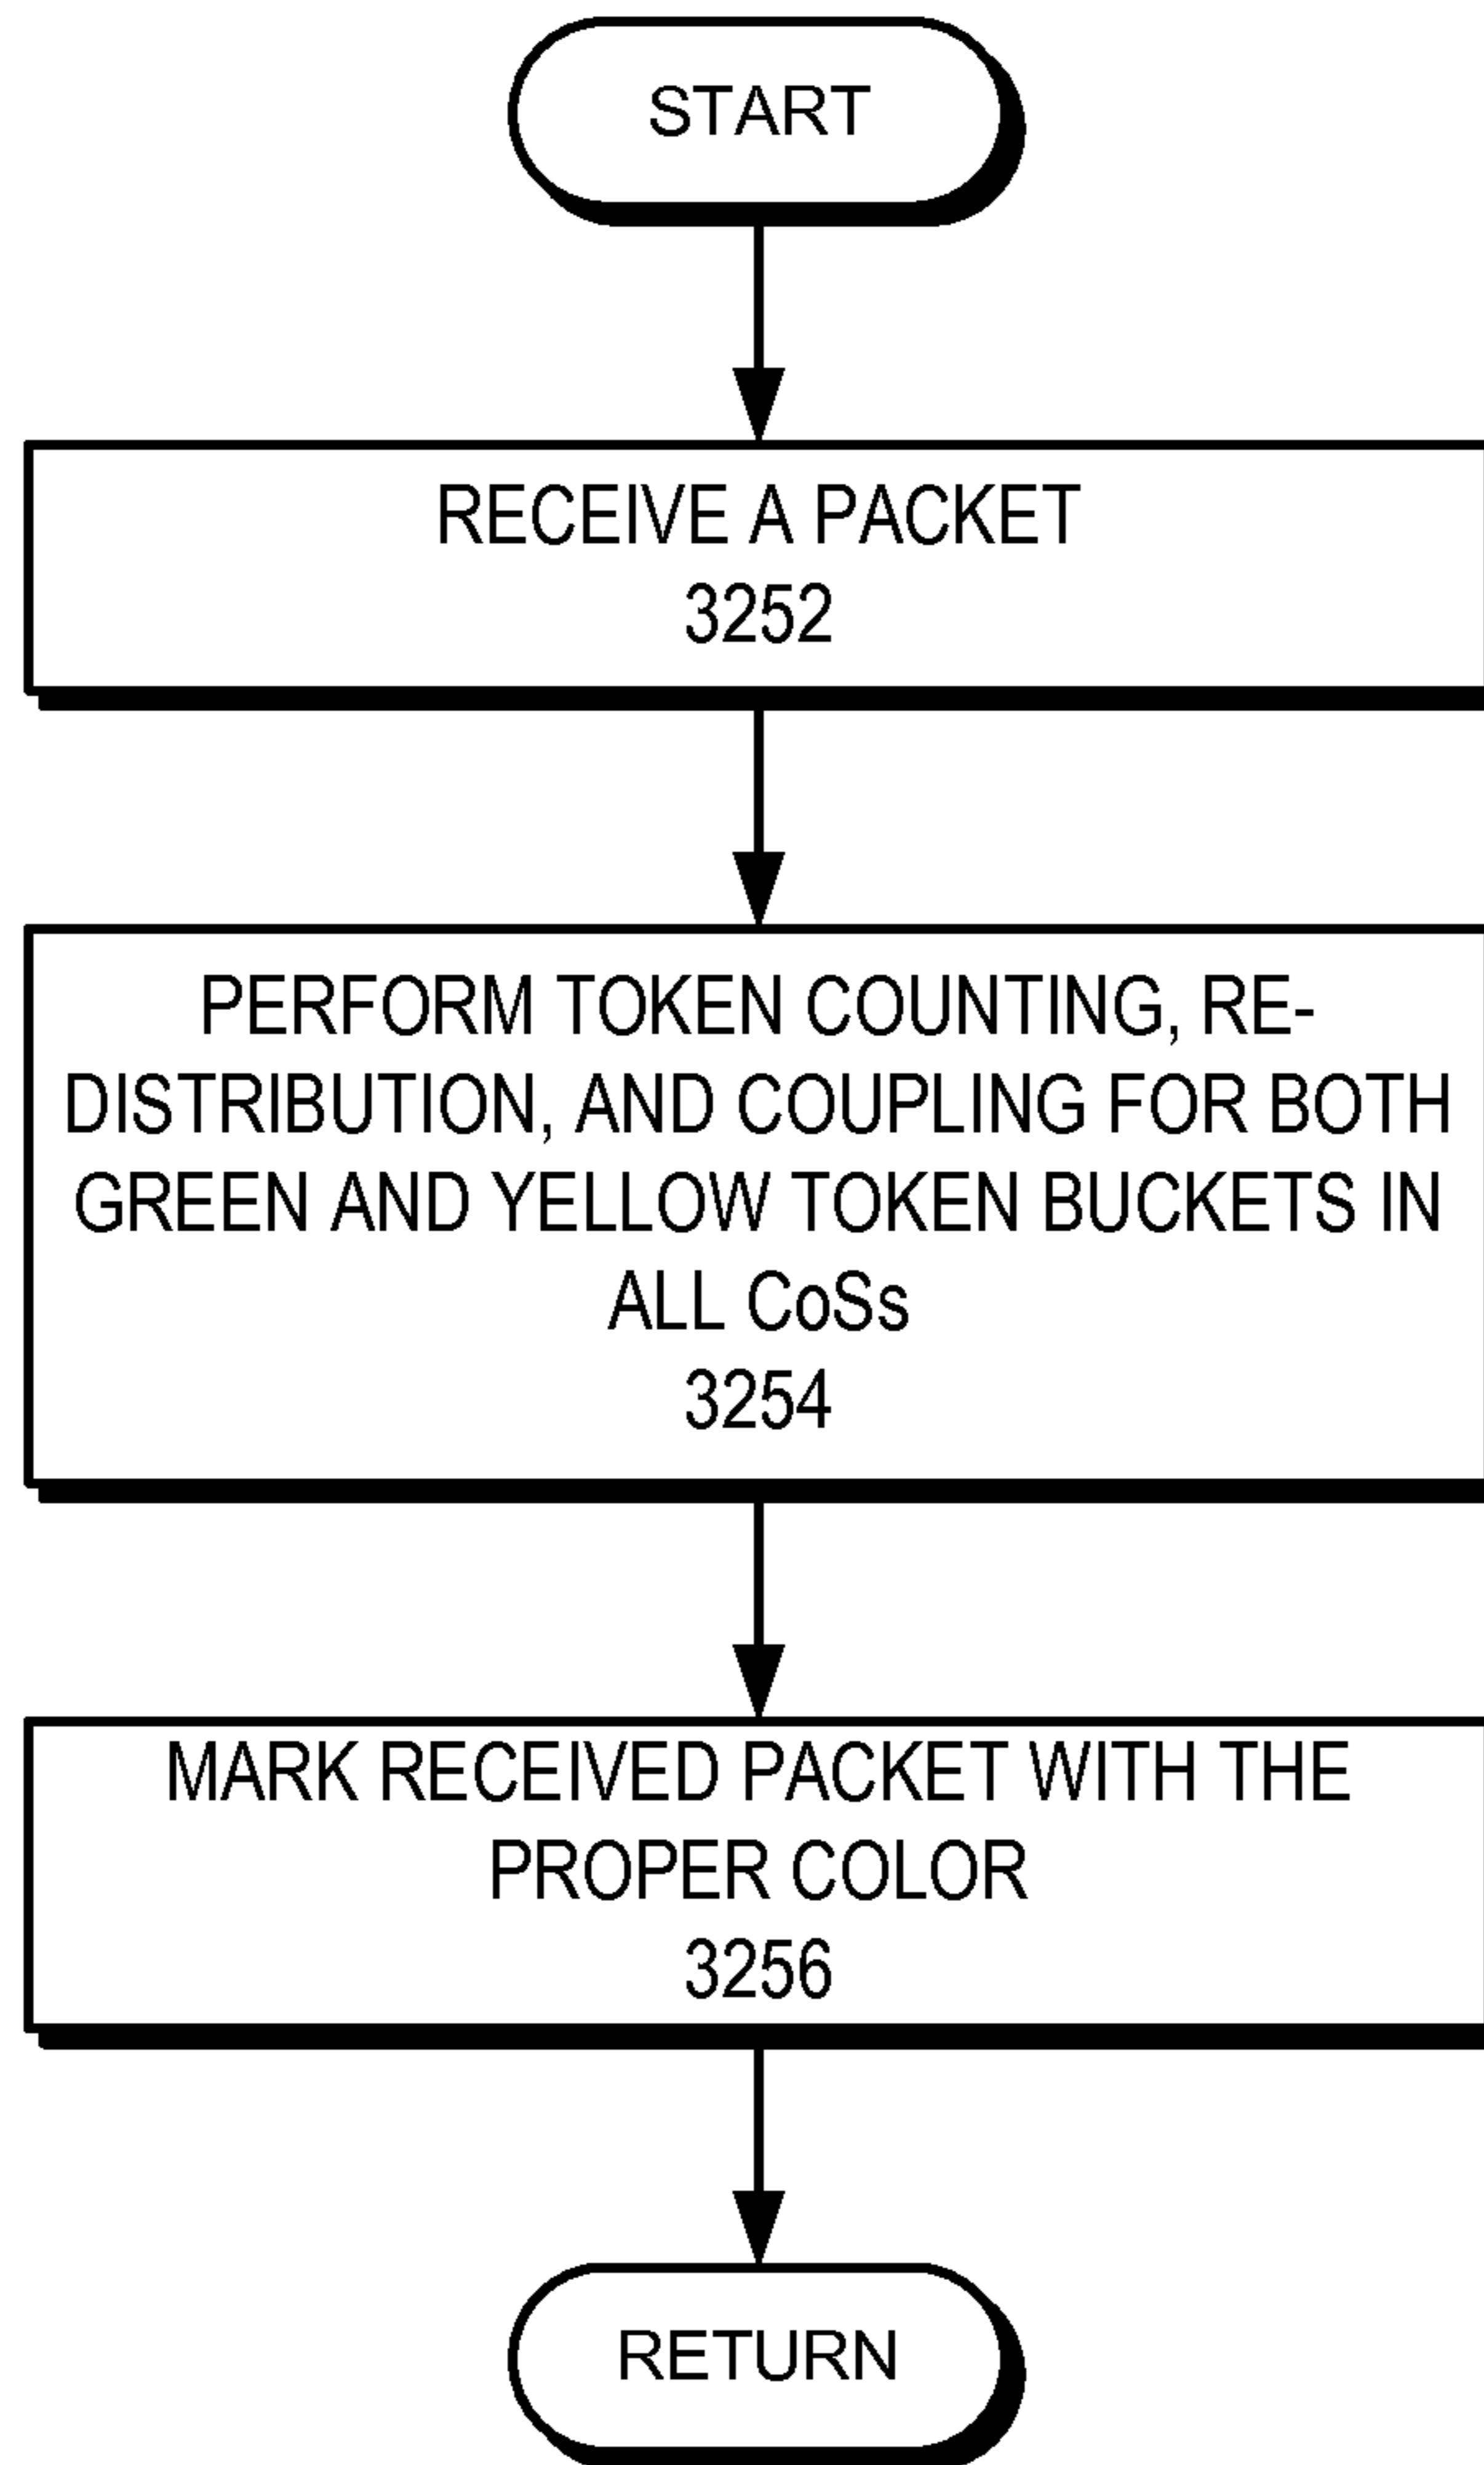 START
RECEIVE A PACKET
3252
PERFORM TOKEN COUNTING, RE-
DISTRIBUTION, AND COUPLING FOR BOTH
GREEN AND YELLOW TOKEN BUCKETS IN
ALL CoSs
3254
MARK RECEIVED PACKET WITH THE
PROPER COLOR
3256
RETURN